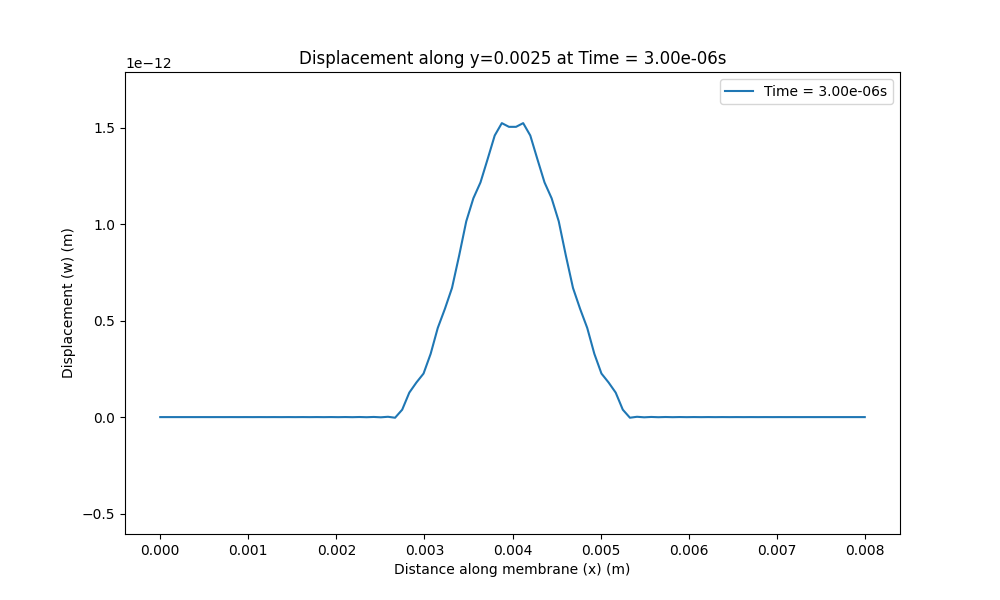 Displacement along y=0.0025 at Time = 3.00e-06s
1e−12
Time = 3.00e-06s
1.5
1.0
0.5
0.0
−0.5
Displacement (w) (m)
0.000 0.001 0.002 0.003 0.004 0.005 0.006 0.007 0.008
Distance along membrane (x) (m)